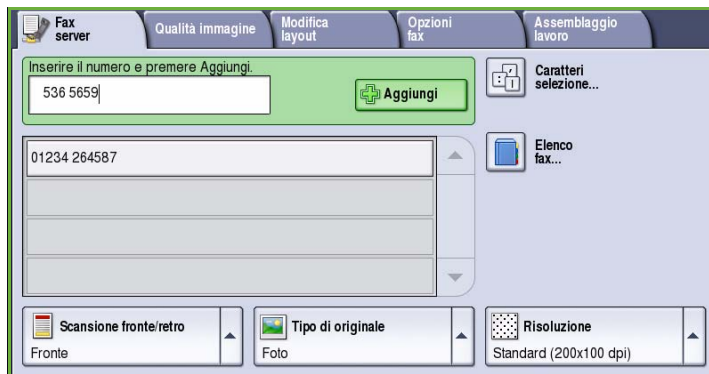 Fax
server
Qualità immagine
Modifica
layout
Opzioni
fax
Assemblaggio
lavoro
Inserire il numero e premere Aggiungi.
536 5659
Aggiungi
Caratteri
selezione...
01234 264587
Elenco
fax...
Scansione fronte/retro
Fronte
Tipo di originale
Foto
Risoluzione
Standard (200x100 dpi)